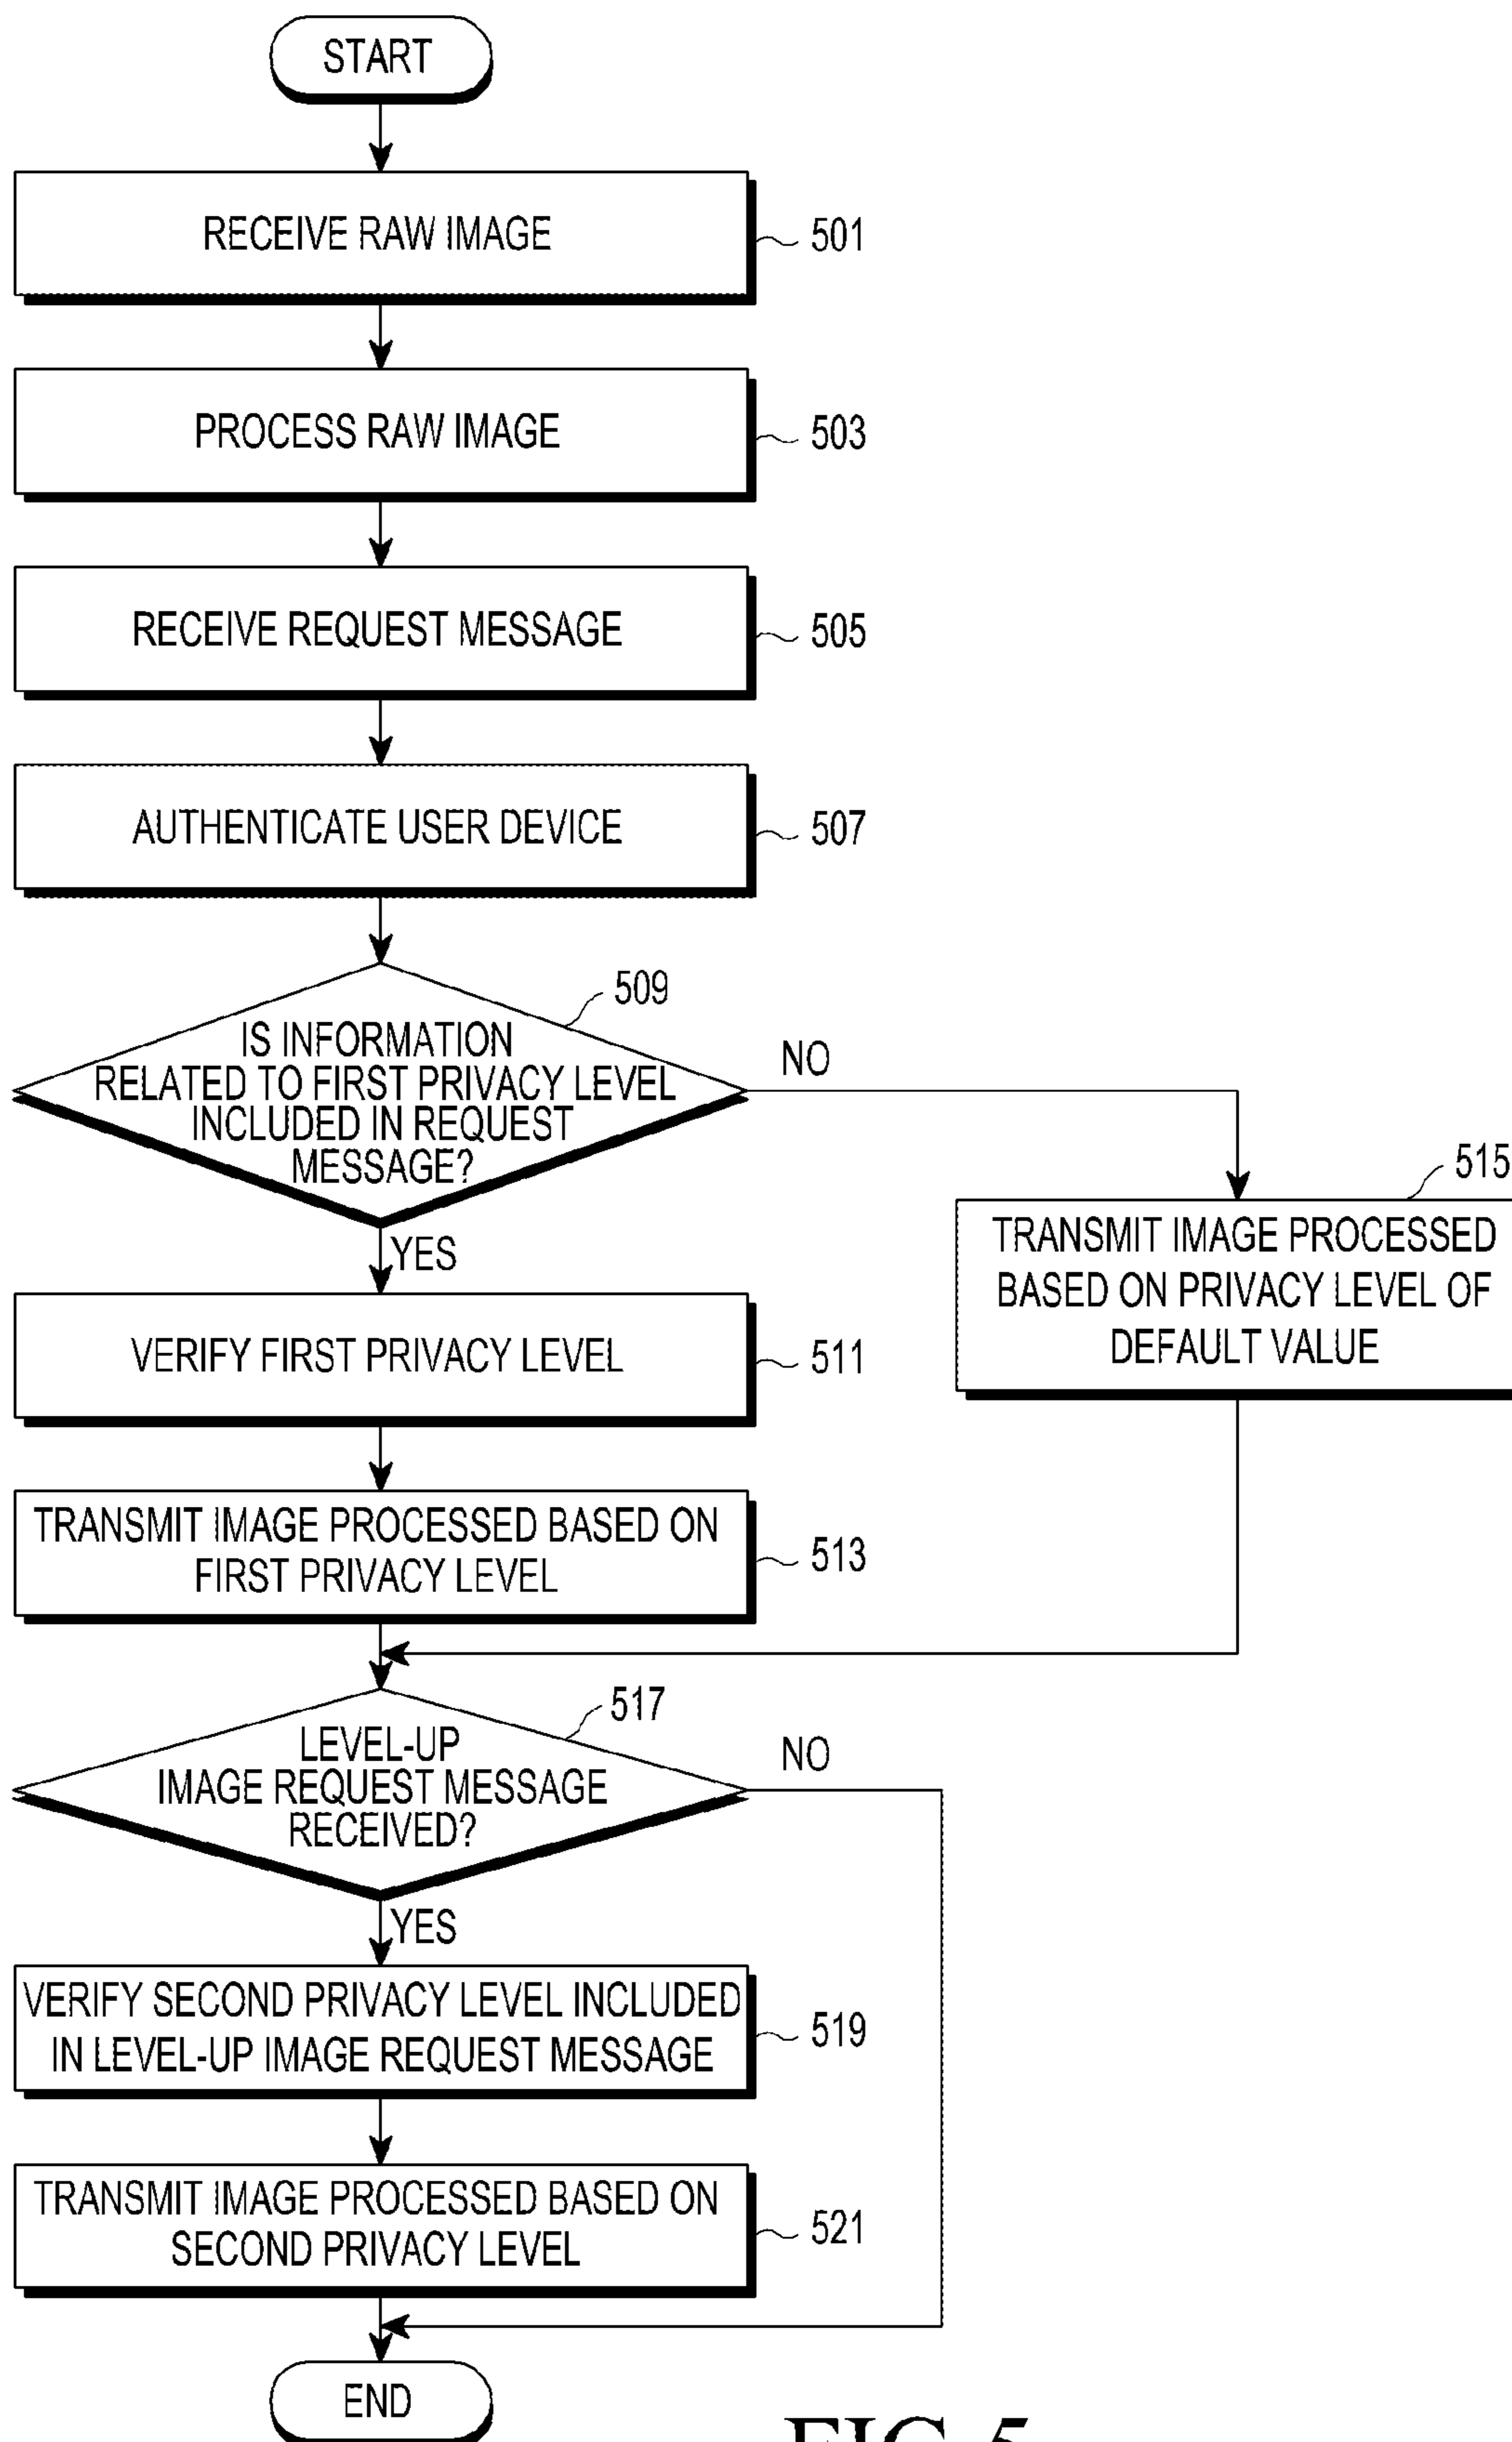 START
RECEIVE RAW IMAGE
501
PROCESS RAW IMAGE
503
RECEIVE REQUEST MESSAGE
505
AUTHENTICATE USER DEVICE
507
509
IS INFORMATION
RELATED TO FIRST PRIVACY LEVEL
INCLUDED IN REQUEST
MESSAGE?
NO
YES
515
TRANSMIT IMAGE PROCESSED
BASED ON PRIVACY LEVEL OF
DEFAULT VALUE
VERIFY FIRST PRIVACY LEVEL
511
TRANSMIT IMAGE PROCESSED BASED ON
FIRST PRIVACY LEVEL
513
517
LEVEL-UP
IMAGE REQUEST MESSAGE
RECEIVED?
NO
YES
VERIFY SECOND PRIVACY LEVEL INCLUDED
IN LEVEL-UP IMAGE REQUEST MESSAGE
519
TRANSMIT IMAGE PROCESSED BASED ON
SECOND PRIVACY LEVEL
521
END
FIG.5